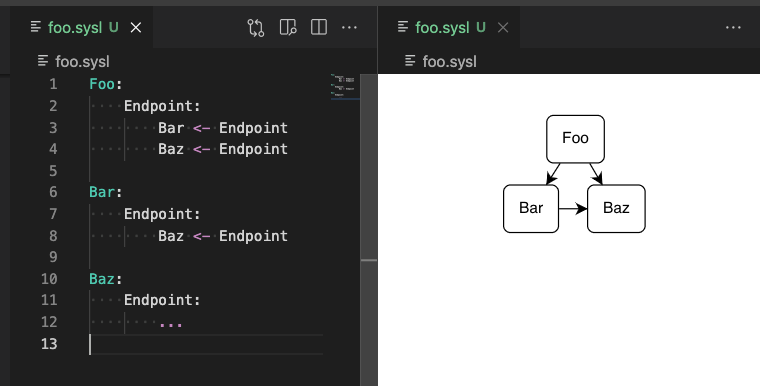 foo.sysl U
foo.sysl
1 Foo:
2 Endpoint:
3 Bar <- Endpoint
4 Baz <- Endpoint
5
6 Bar:
7 Endpoint:
8 Baz <- Endpoint
9
10 Baz:
11 Endpoint:
12 ...
13
foo.sysl U
foo.sysl
Foo
Bar
Baz